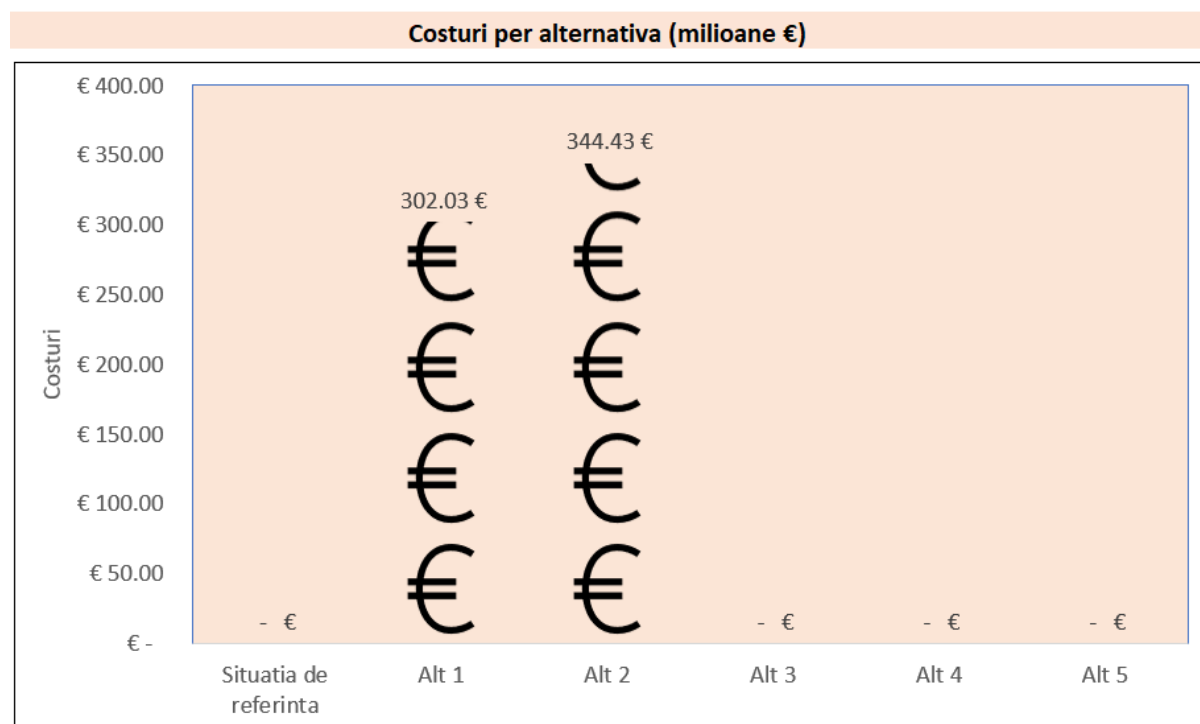 Costuri per alternativa (milioane €)
€ 400.00
€ 350.00
€ 300.00
€ 250.00
€ 200.00
€ 150.00
€ 100.00
€ 50.00
€ -
Costuri
344.43 €
302.03 €
- €
- €
- €
- €
Situatia de
referinta
Alt 1
Alt 2
Alt 3
Alt 4
Alt 5